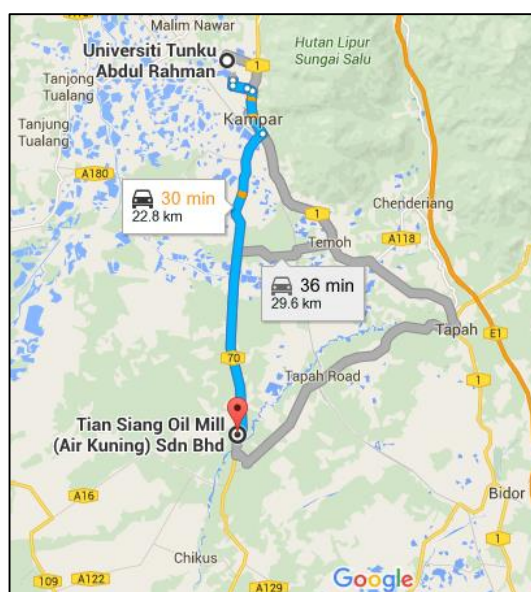 Malim Nawar
Hutan Lipur
Sungai Salu
Universiti Tunku
Abdul Rahman
1
Tanjong
Tualang
Kampar
Tanjung
Tualang
A180
30 min
22.8 km
Chenderiang
1
Temoh
A118
36 min
29.6 km
E1
Tapah
70
Tapah Road
1
Tian Siang Oil Mill
(Air Kuning) Sdn Bhd
A16
Bidor
1
Chikus
109
A122
A129
Google